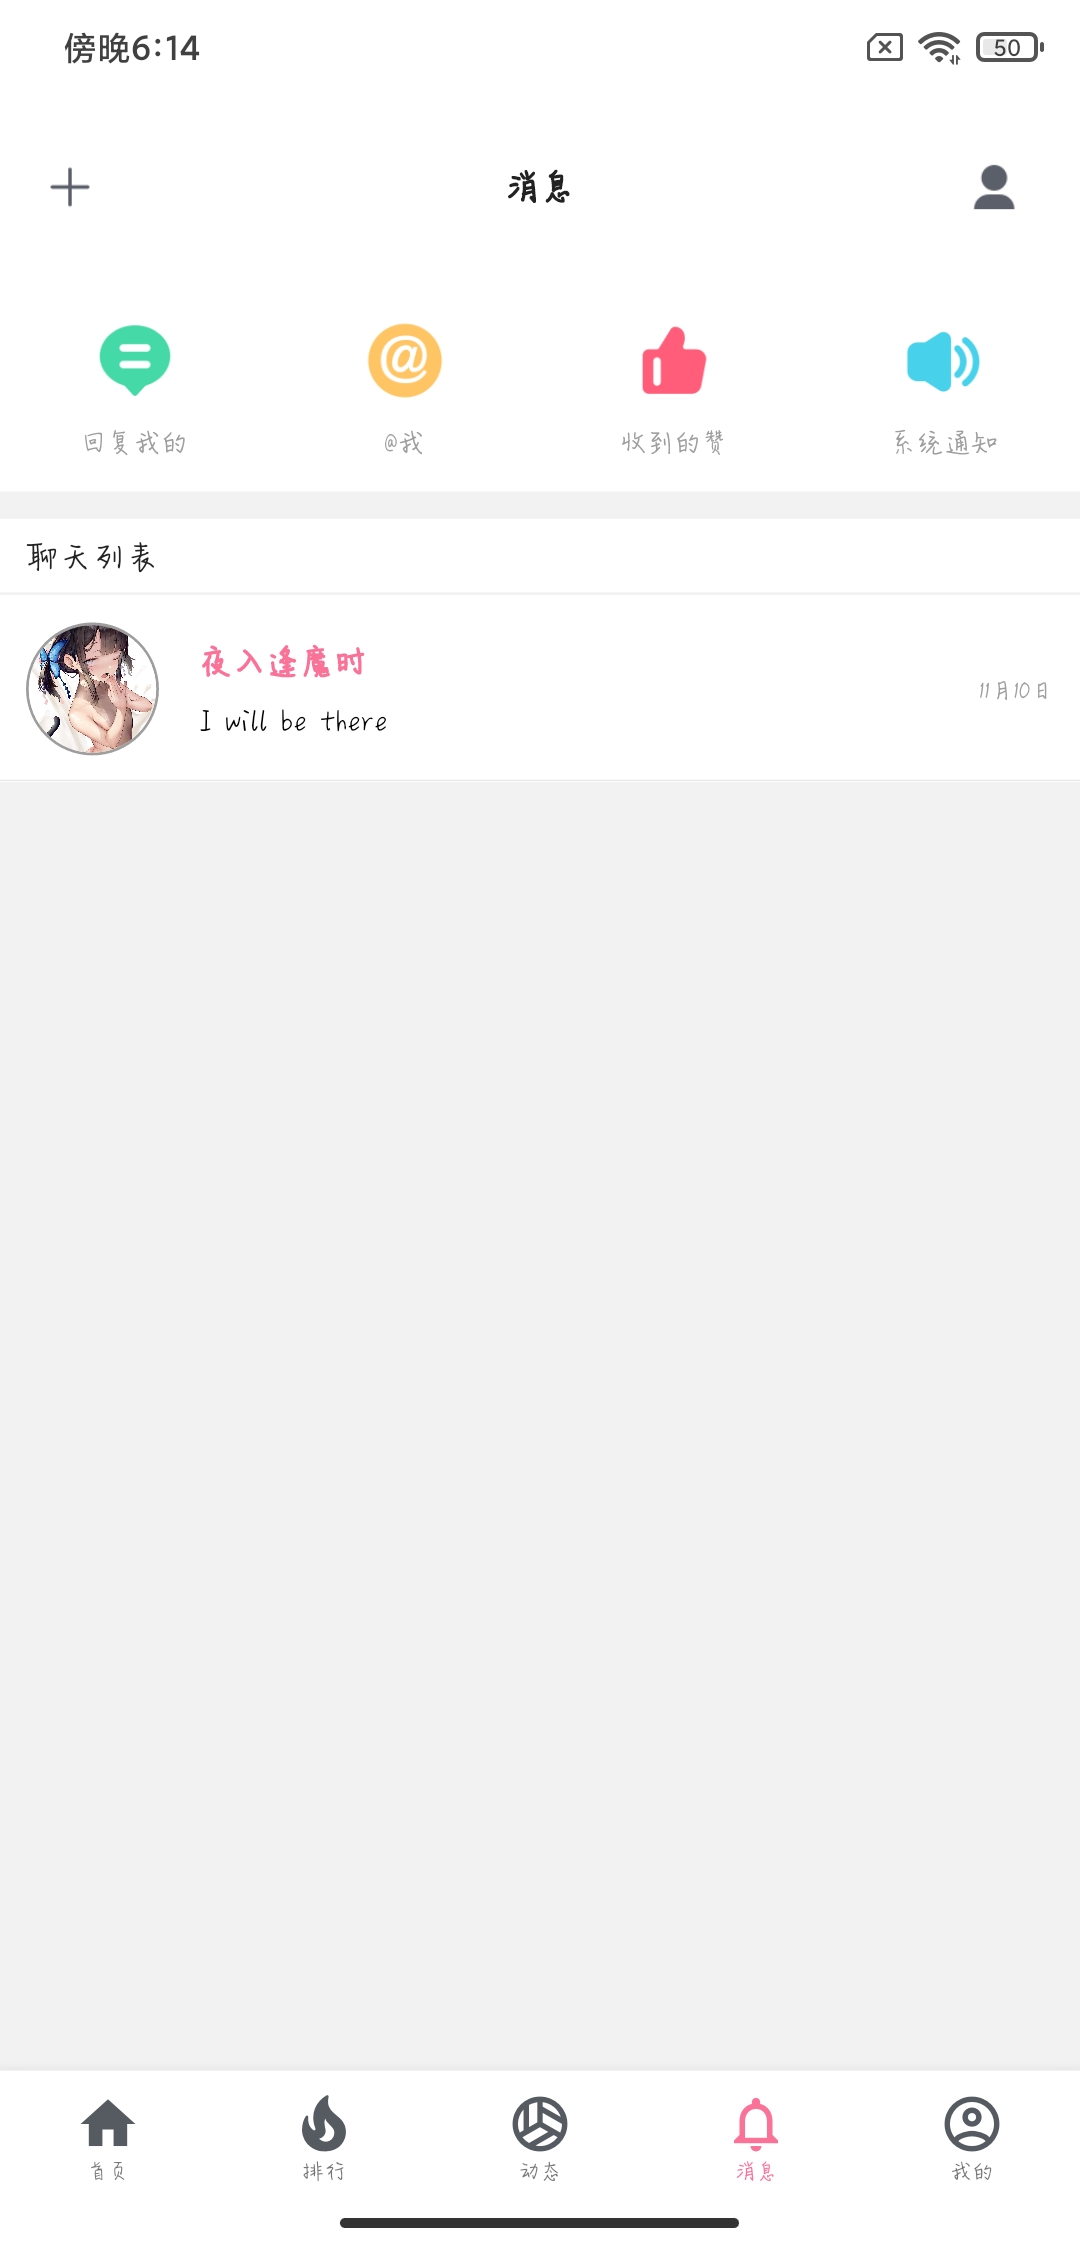 傍晚6:14
50
消息
回复我的
@我
收到的赞
系统通知
聊天列表
夜入逢魔时
11月10日
I will be there
首页
排行
动态
消息
我的